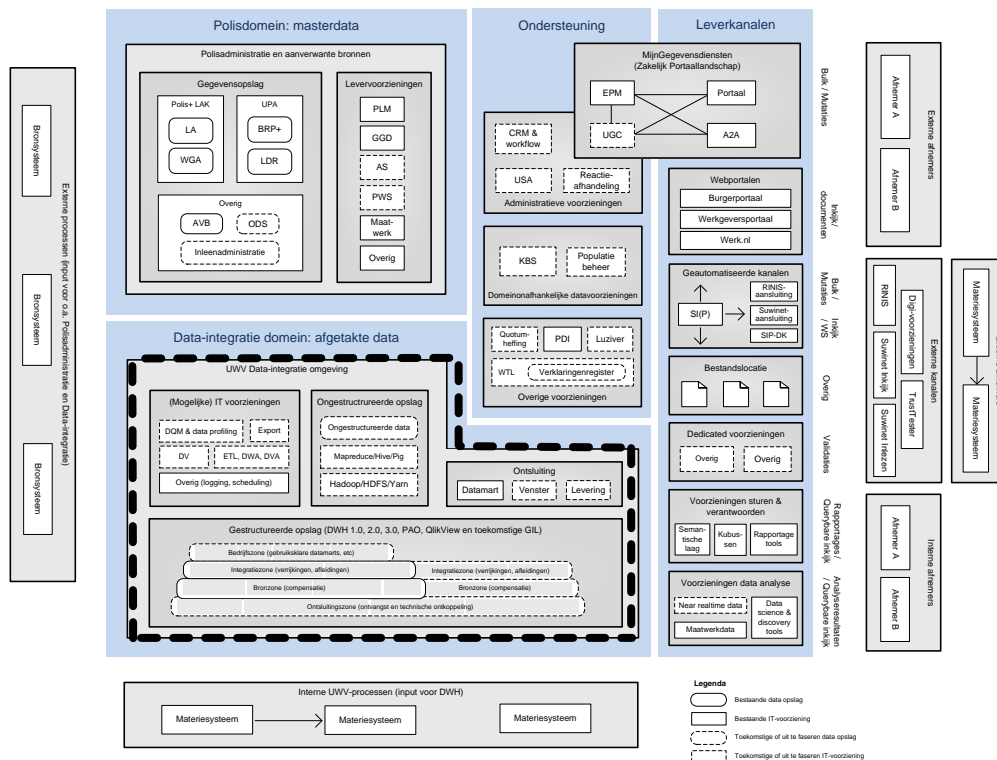 Polisdomein: masterdata
Polisadministratie en aanverwante bronnen
Gegevensopslag
Polis+ LAK
LA
WGA
UPA
BRP+
LDR
Overig
AVB
ODS
Inleenadministratie
Levervoorzieningen
PLM
GGD
AS
PWS
Maat-
werk
Overig
Ondersteuning
CRM &
workflow
USA
Reactie-
afhandeling
Administratieve voorzieningen
KBS
Populatie
beheer
Domeinonafhankelijke datavoorzieningen
Quotum-
heffing
PDI
Luziver
WTL
Verklaringenregister
Overige voorzieningen
Leverkanalen
MijnGegevensdiensten
(Zakelijk Portaallandschap)
EPM
Portaal
UGC
A2A
Webportalen
Burgerportaal
Werkgeversportaal
Werk.nl
Geautomatiseerde kanalen
SI(P)
RINIS-
aansluiting
Suwinet-
aansluiting
SIP-DK
Bestandslocatie
Dedicated voorzieningen
Overig
Overig
Voorzieningen sturen &
verantwoorden
Seman-
tische
laag
Kubus-
sen
Rapportage
tools
Voorzieningen data analyse
Near realtime data
Maatwerkdata
Data
science &
discovery
tools
Bulk / Mutaties
Inkijk/
documenten
Bulk /
Mutaties
Inkijk
/ WS
Overig
Validaties
Rapportages /
Querybare inkijk
Analyseresultaten
/ Querybare inkijk
Data-integratie domein: afgetakte data
UWV Data-integratie omgeving
(Mogelijke) IT voorzieningen
DQM & data profiling
Export
DV
ETL, DWA, DVA
Overig (logging, scheduling)
Ongestructureerde opslag
Ongestructureerde data
Mapreduce/Hive/Pig
Hadoop/HDFS/Yarn
Ontsluiting
Datamart
Venster
Levering
Gestructureerde opslag (DWH 1.0, 2.0, 3.0, PAO, QlikView en toekomstige GIL)
Bedrijfszone (gebruiksklare datamarts, etc)
Integratiezone (verrijkingen, afleidingen)
Integratiezone (verrijkingen, afleidingen)
Bronzone (compensatie)
Bronzone (compensatie)
Ontsluitingszone (ontvangst en technische ontkoppeling)
Bronsysteem
Bronsysteem
Bronsysteem
Externe processen (input voor o.a. Polisadministratie en Data-integratie)
Afnemer A
Afnemer B
Externe afnemers
RINIS
Suwinet Inkijk
Suwinet Inlezen
Digi-voorzieningen
TrustTester
Externe kanalen
Materiesysteem
Materiesysteem
Afnemer A
Afnemer B
Interne afnemers
Interne UWV-processen (input voor DWH)
Materiesysteem
Materiesysteem
Materiesysteem
Legenda
Bestaande data opslag
Bestaande IT-voorziening
Toekomstige of uit te faseren data opslag
Toekomstige of uit te faseren IT-voorziening